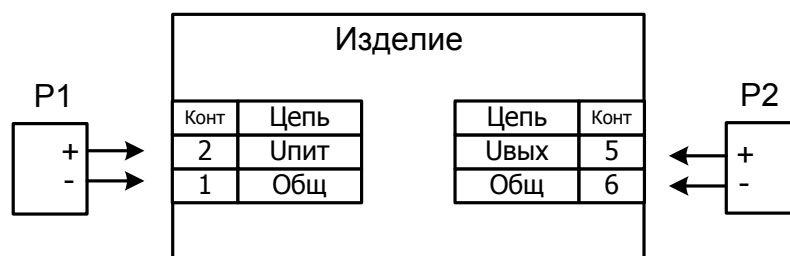 Изделие
P1
P2
Конт Цепь
Цепь Конт
+ 2 Uпит
Uвых 5 +
- 1 Общ
Общ 6 -